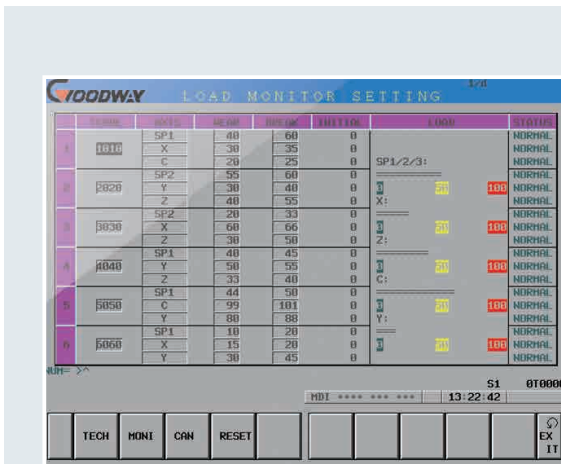 GOODWAY LOAD MONITOR SETTING 1/d
TERM. AXIS WEAR BREAK INITIAL LOAD STATUS
SP1 40 60 0 NORMAL
1 1010 X 30 35 0 NORMAL
C 20 25 0 SP1/2/3: NORMAL
SP2 55 60 0 NORMAL
2 2020 Y 30 40 0 0 50 100 NORMAL
Z 40 55 0 X: NORMAL
SP2 20 33 0 NORMAL
3 3030 X 60 66 0 0 50 100 NORMAL
Z 30 50 0 Z: NORMAL
SP1 40 45 0 NORMAL
4 4040 Y 50 55 0 0 50 100 NORMAL
Z 33 40 0 C: NORMAL
SP1 44 50 0 NORMAL
5 5050 C 99 101 0 0 50 100 NORMAL
Y 80 88 0 Y: NORMAL
SP1 10 20 0 NORMAL
6 6060 X 15 20 0 0 50 100 NORMAL
Y 30 45 0 NORMAL
NUM= >^
S1 0T0000
MDI **** *** *** 13:22:42
TECH MONI CAN RESET EX
IT